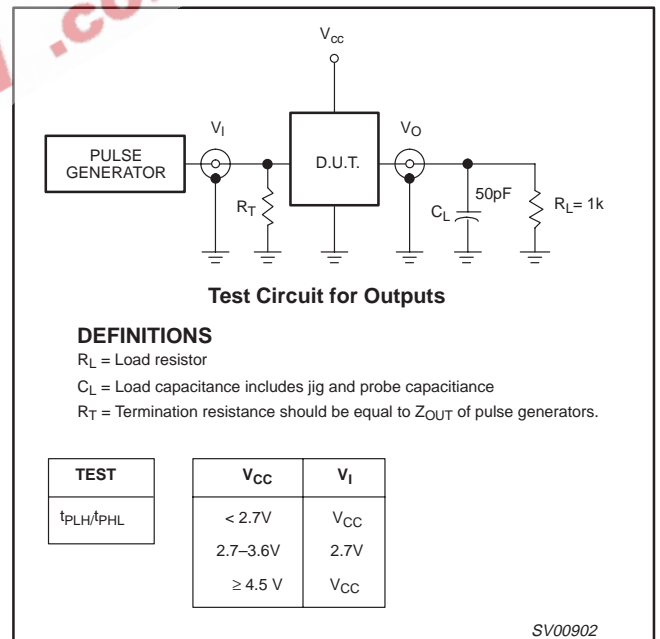 .co
V_CC
V_I
V_O
PULSE
GENERATOR
D.U.T.
50pF
R_T
C_L
R_L= 1k
Test Circuit for Outputs
DEFINITIONS
R_L = Load resistor
C_L = Load capacitance includes jig and probe capacitiance
R_T = Termination resistance should be equal to Z_OUT of pulse generators.
TEST
t_PLH/t_PHL
V_CC V_I
< 2.7V V_CC
2.7–3.6V 2.7V
≥ 4.5 V V_CC
SV00902